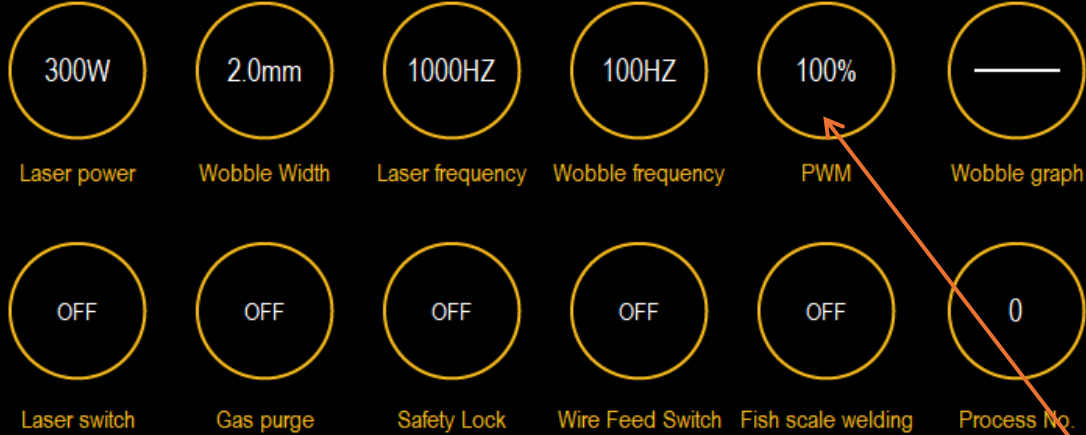 300W 2.0mm 1000HZ 100HZ 100%
Laser power Wobble Width Laser frequency Wobble frequency PWM Wobble graph
OFF OFF OFF OFF OFF 0
Laser switch Gas purge Safety Lock Wire Feed Switch Fish scale welding Process No.